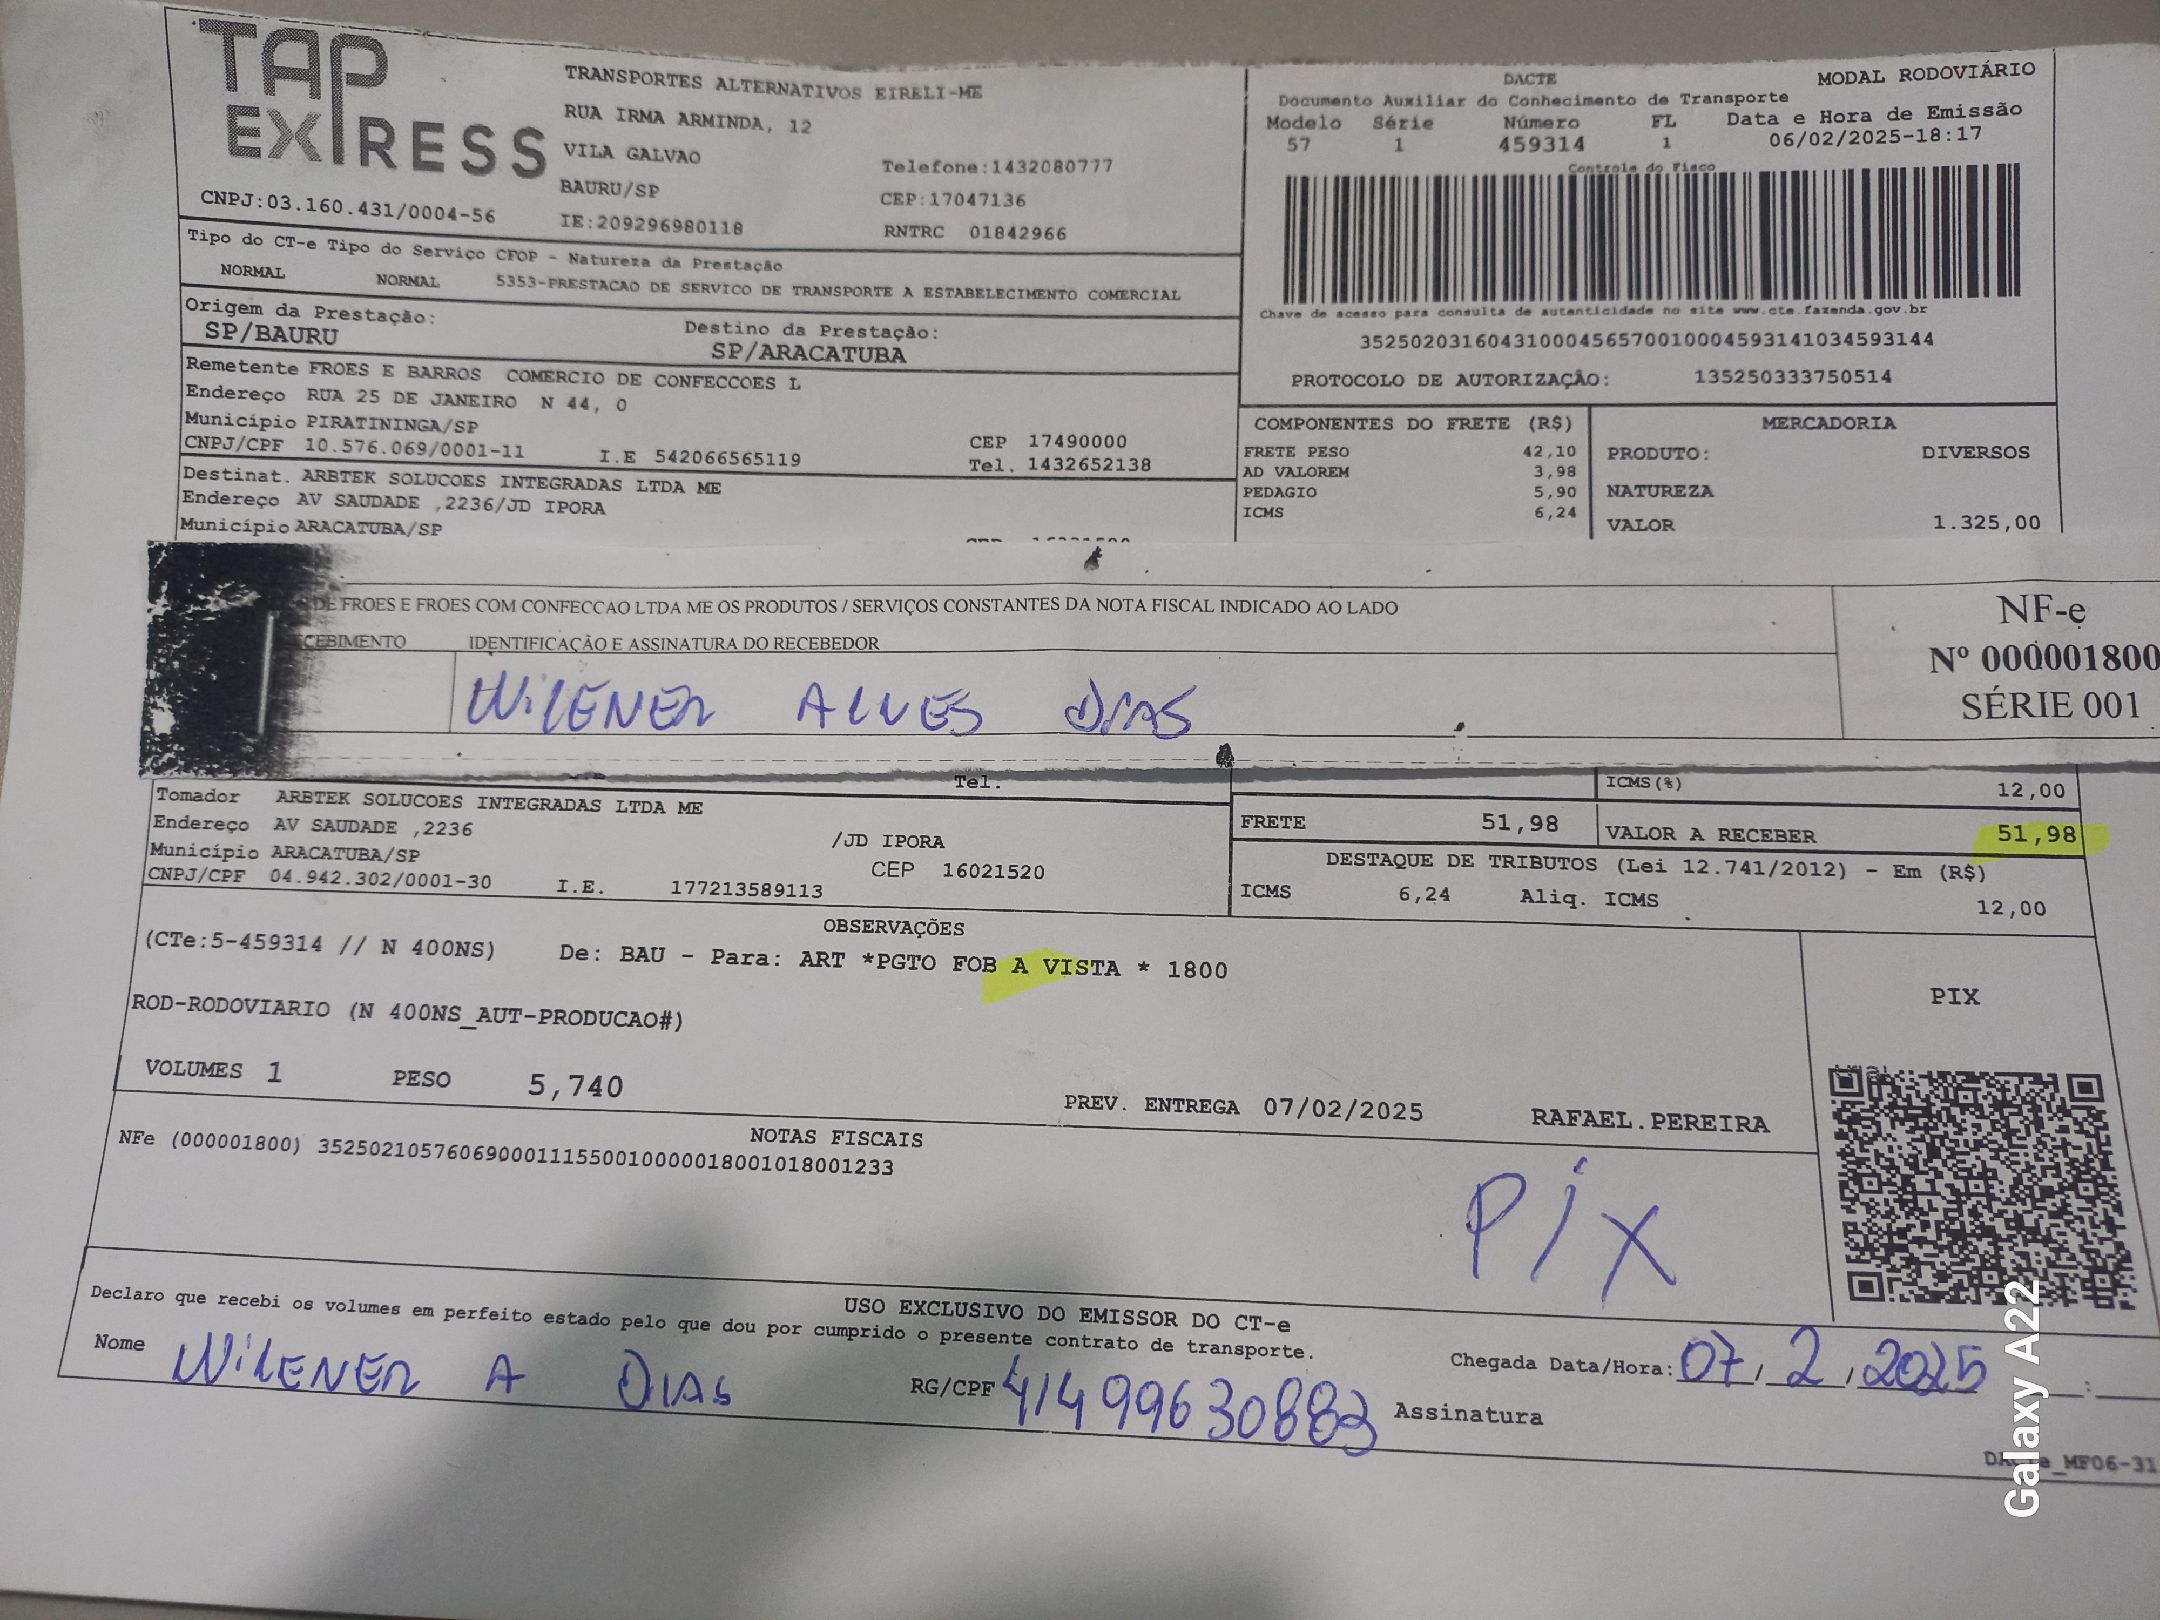 TAP
EXPRESS
TRANSPORTES ALTERNATIVOS EIRELI-ME
RUA IRMA ARMINDA, 12
VILA GALVAO
Telefone:1432080777
BAURU/SP
CEP:17047136
CNPJ:03.160.431/0004-56
IE:209296980118
RNTRC 01842966
DACTE
MODAL RODOVIÁRIO
Documento Auxiliar do Conhecimento de Transporte
Modelo Série Número FL Data e Hora de Emissão
57 1 459314 1 06/02/2025-18:17
Controle do Fisco
Chave de acesso para consulta de autenticidade no site www.cte.fazenda.gov.br
35250203160431000456570010004593141034593144
PROTOCOLO DE AUTORIZAÇÃO: 135250333750514
Tipo do CT-e Tipo do Serviço CFOP - Natureza da Prestação
NORMAL NORMAL 5353-PRESTACAO DE SERVICO DE TRANSPORTE A ESTABELECIMENTO COMERCIAL
Origem da Prestação: Destino da Prestação:
SP/BAURU SP/ARACATUBA
Remetente FROES E BARROS COMERCIO DE CONFECCOES L
Endereço RUA 25 DE JANEIRO N 44, 0
Município PIRATININGA/SP CEP 17490000
CNPJ/CPF 10.576.069/0001-11 I.E 542066565119 Tel. 1432652138
Destinat. ARBTEK SOLUCOES INTEGRADAS LTDA ME
Endereço AV SAUDADE ,2236/JD IPORA
Município ARACATUBA/SP
COMPONENTES DO FRETE (R$)
FRETE PESO 42,10
AD VALOREM 3,98
PEDAGIO 5,90
ICMS 6,24
MERCADORIA
PRODUTO: DIVERSOS
NATUREZA
VALOR 1.325,00
DE FROES E FROES COM CONFECCAO LTDA ME OS PRODUTOS / SERVIÇOS CONSTANTES DA NOTA FISCAL INDICADO AO LADO
CEBIMENTO IDENTIFICAÇÃO E ASSINATURA DO RECEBEDOR
WILENER ALVES DIAS
NF-e
Nº 000001800
SÉRIE 001
Tel.
ICMS(%) 12,00
Tomador ARBTEK SOLUCOES INTEGRADAS LTDA ME
Endereço AV SAUDADE ,2236 /JD IPORA
Município ARACATUBA/SP CEP 16021520
CNPJ/CPF 04.942.302/0001-30 I.E. 177213589113
FRETE 51,98 VALOR A RECEBER 51,98
DESTAQUE DE TRIBUTOS (Lei 12.741/2012) - Em (R$)
ICMS 6,24 Aliq. ICMS 12,00
OBSERVAÇÕES
(CTe:5-459314 // N 400NS) De: BAU - Para: ART *PGTO FOB A VISTA * 1800
ROD-RODOVIARIO (N 400NS_AUT-PRODUCAO#)
PIX
VOLUMES 1 PESO 5,740
PREV. ENTREGA 07/02/2025 RAFAEL.PEREIRA
NOTAS FISCAIS
NFe (000001800) 35250210576069000111550010000018001018001233
PIX
USO EXCLUSIVO DO EMISSOR DO CT-e
Declaro que recebi os volumes em perfeito estado pelo que dou por cumprido o presente contrato de transporte.
Nome WILENER A DIAS RG/CPF 41499630883 Assinatura
Chegada Data/Hora: 07/2/2025 :
Galaxy A22